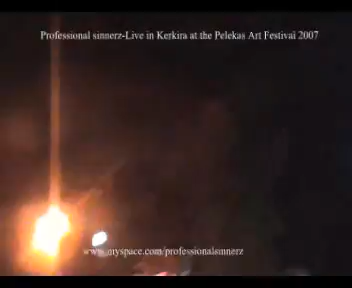 Professional sinnerz-Live in Kerkira at the Pelekas Art Festival 2007
www.myspace.com/professionalsinnerz